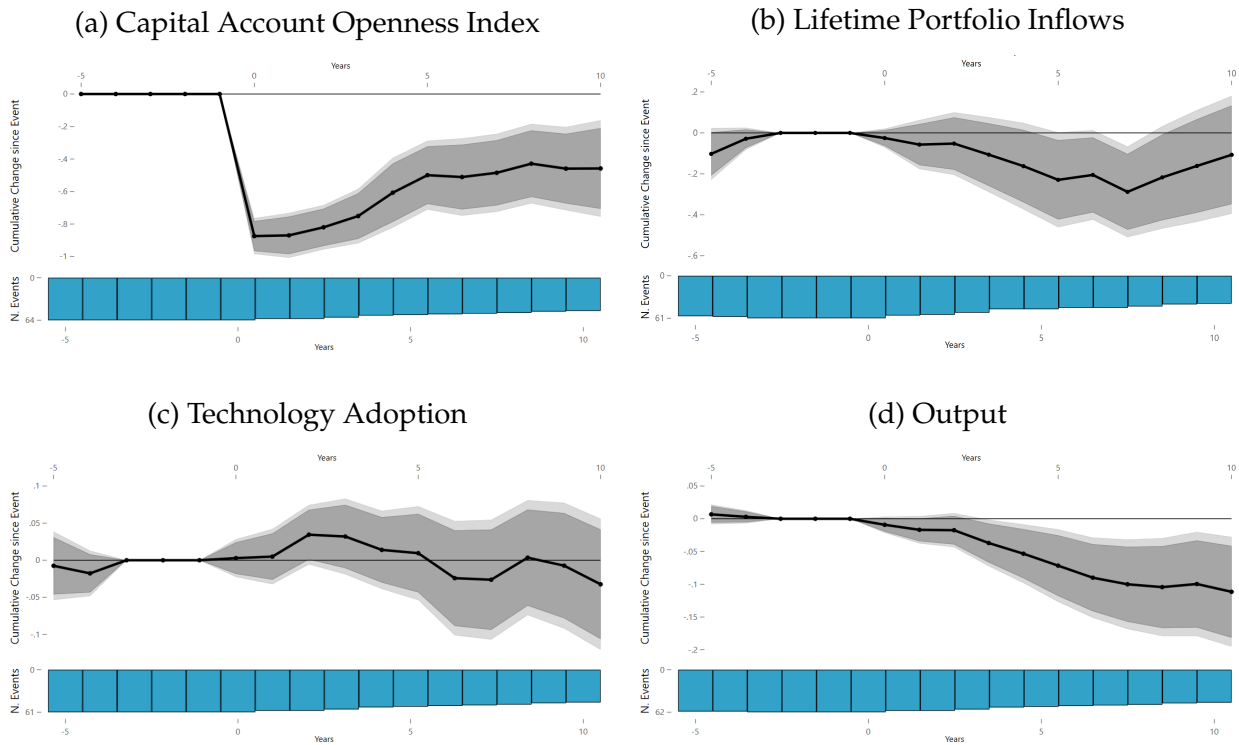 (a) Capital Account Openness Index
Years
-5 0 5 10
Cumulative Change since Event
0
-.2
-.4
-.6
-.8
-1
N. Events
0
64
-5 0 5 10
Years
(b) Lifetime Portfolio Inflows
Years
-5 0 5 10
Cumulative Change since Event
.2
0
-.2
-.4
-.6
N. Events
0
61
-5 0 5 10
Years
(c) Technology Adoption
Years
-5 0 5 10
Cumulative Change since Event
.1
.05
0
-.05
-.1
N. Events
0
61
-5 0 5 10
Years
(d) Output
Years
-5 0 5 10
Cumulative Change since Event
.05
0
-.05
-.1
-.15
-.2
N. Events
0
62
-5 0 5 10
Years